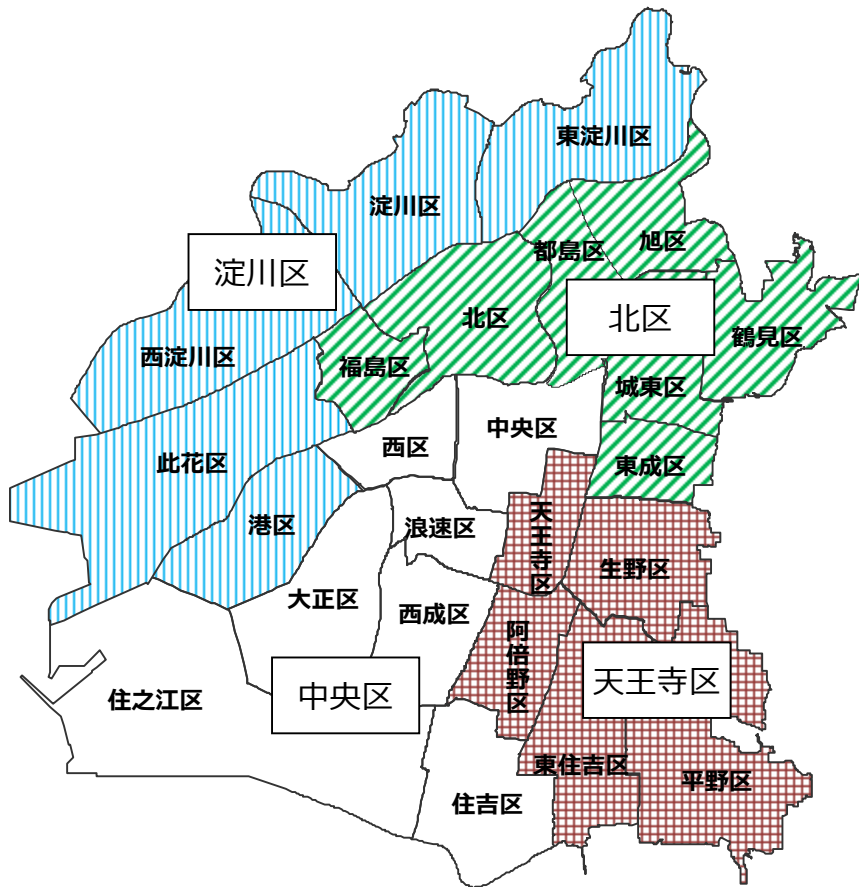 東淀川区
淀川区
淀川区
都島区
旭区
北区
北区
鶴見区
西淀川区
福島区
城東区
中央区
西区
此花区
東成区
港区
浪速区
天王寺区
生野区
大正区
西成区
阿倍野区
天王寺区
中央区
住之江区
東住吉区
平野区
住吉区